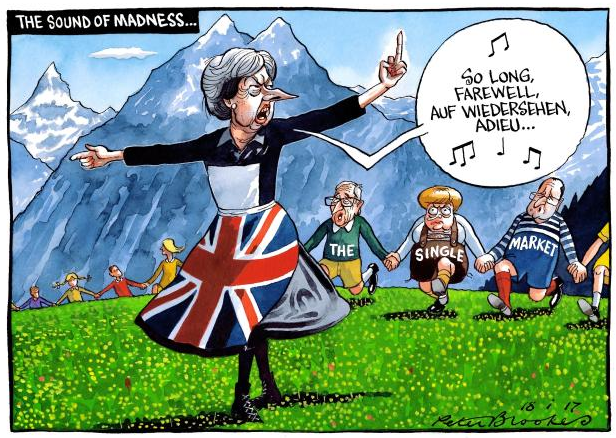 THE SOUND OF MADNESS...
SO LONG,
FAREWELL,
AUF WIEDERSEHEN,
ADIEU...
THE
SINGLE
MARKET
18 1 17
Peter Brookes